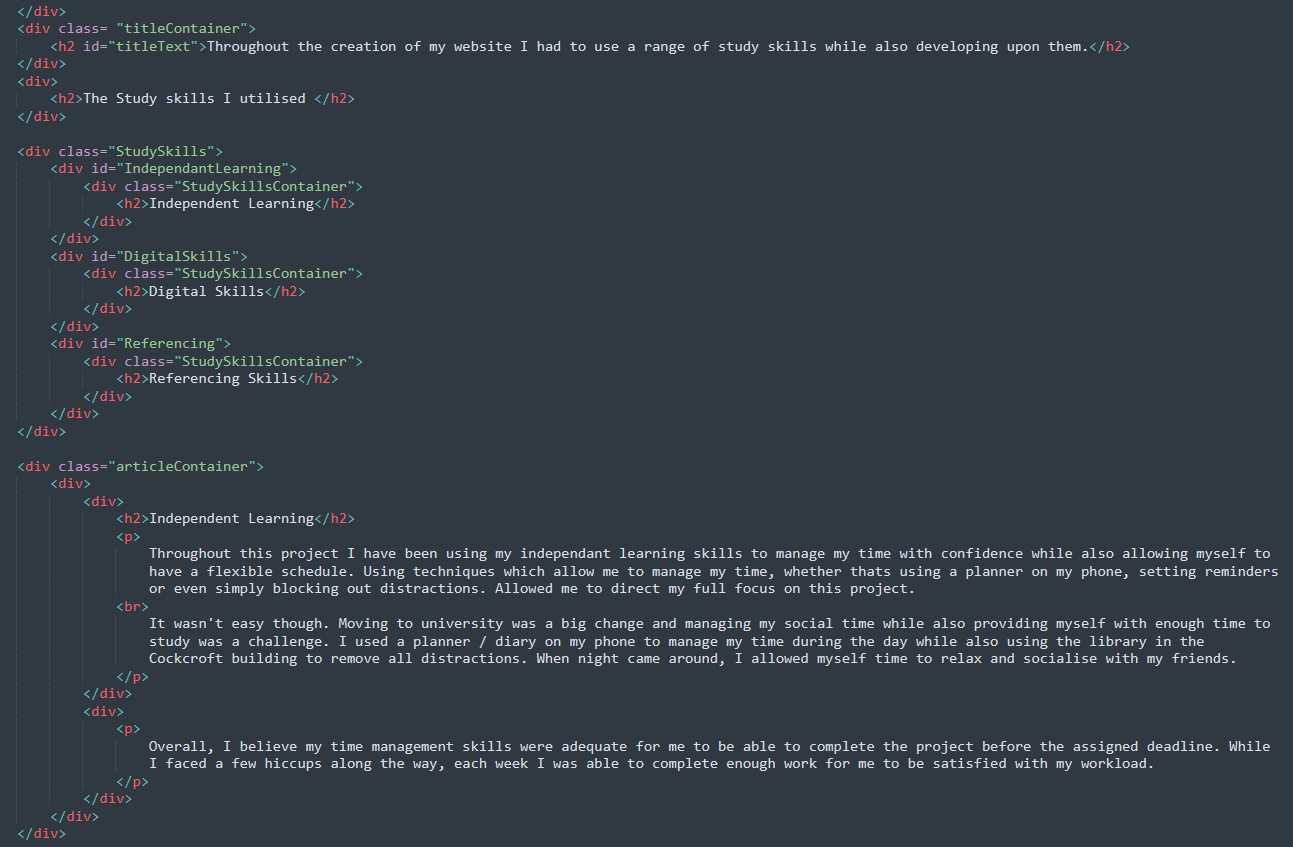 </div>
<div class= "titleContainer">
    <h2 id="titleText">Throughout the creation of my website I had to use a range of study skills while also developing upon them.</h2>
</div>
<div>
    <h2>The Study skills I utilised </h2>
</div>

<div class="StudySkills">
    <div id="IndependantLearning">
        <div class="StudySkillsContainer">
            <h2>Independent Learning</h2>
        </div>
    </div>
    <div id="DigitalSkills">
        <div class="StudySkillsContainer">
            <h2>Digital Skills</h2>
        </div>
    </div>
    <div id="Referencing">
        <div class="StudySkillsContainer">
            <h2>Referencing Skills</h2>
        </div>
    </div>
</div>

<div class="articleContainer">
    <div>
        <div>
            <h2>Independent Learning</h2>
            <p>
                Throughout this project I have been using my independant learning skills to manage my time with confidence while also allowing myself to
                have a flexible schedule. Using techniques which allow me to manage my time, whether thats using a planner on my phone, setting reminders
                or even simply blocking out distractions. Allowed me to direct my full focus on this project.
            <br>
                It wasn't easy though. Moving to university was a big change and managing my social time while also providing myself with enough time to
                study was a challenge. I used a planner / diary on my phone to manage my time during the day while also using the library in the
                Cockcroft building to remove all distractions. When night came around, I allowed myself time to relax and socialise with my friends.
            </p>
        </div>
        <div>
            <p>
                Overall, I believe my time management skills were adequate for me to be able to complete the project before the assigned deadline. While
                I faced a few hiccups along the way, each week I was able to complete enough work for me to be satisfied with my workload.
            </p>
        </div>
    </div>
</div>